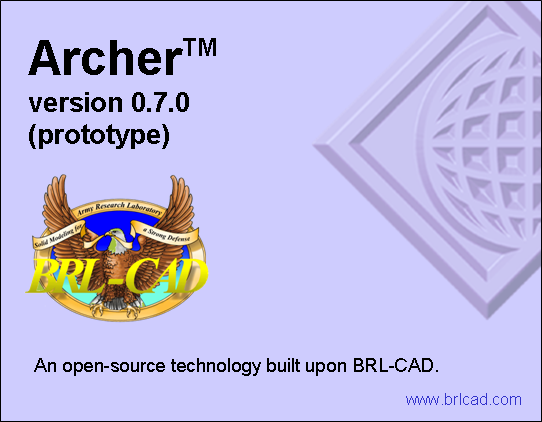 Archer™
version 0.7.0
(prototype)
Army Research Laboratory
Solid Modeling for
a Strong Defense
BRL-CAD
An open-source technology built upon BRL-CAD.
www.brlcad.com